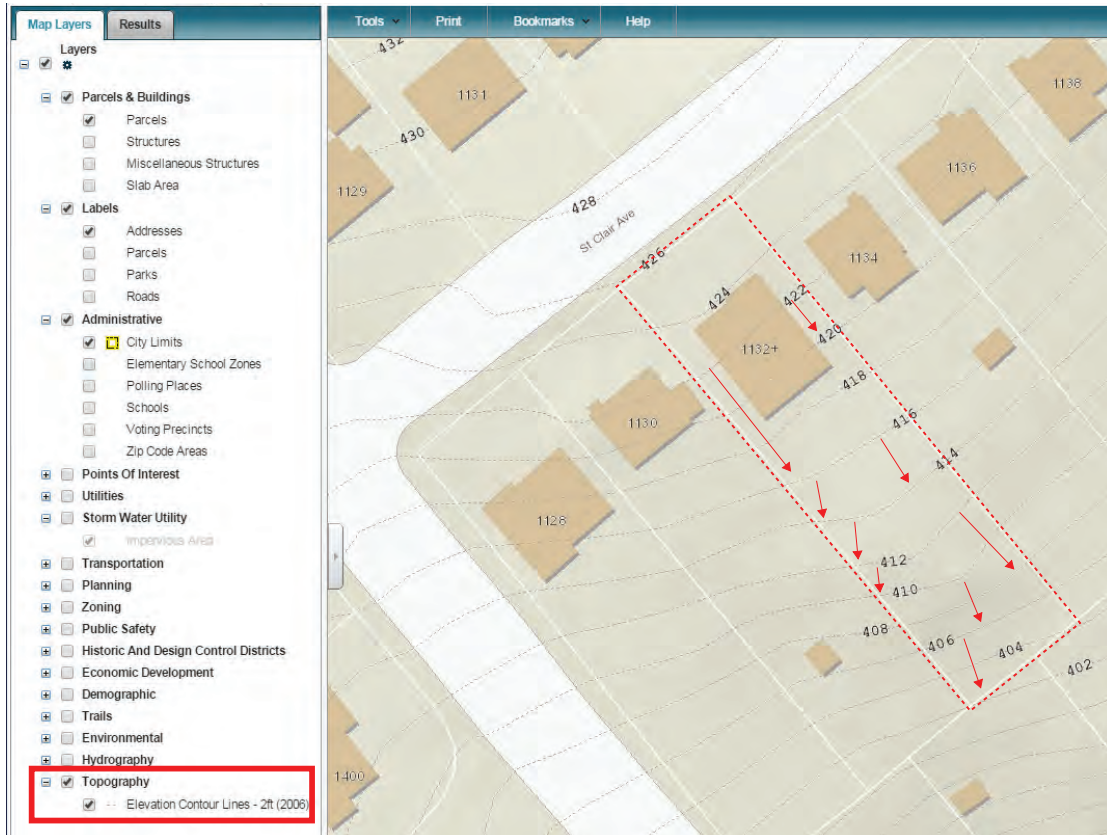 Map Layers
Results
Layers
Parcels & Buildings
Parcels
Structures
Miscellaneous Structures
Slab Area
Labels
Addresses
Parcels
Parks
Roads
Administrative
City Limits
Elementary School Zones
Polling Places
Schools
Voting Precincts
Zip Code Areas
Points Of Interest
Utilities
Storm Water Utility
Impervious Area
Transportation
Planning
Zoning
Public Safety
Historic And Design Control Districts
Economic Development
Demographic
Trails
Environmental
Hydrography
Topography
Elevation Contour Lines - 2ft (2006)
Tools
Print
Bookmarks
Help
432
1131
1138
430
1136
1129
428
St Clair Ave
426
1134
424
422
420
1132+
418
416
1130
414
1128
412
410
408
406
404
402
1400